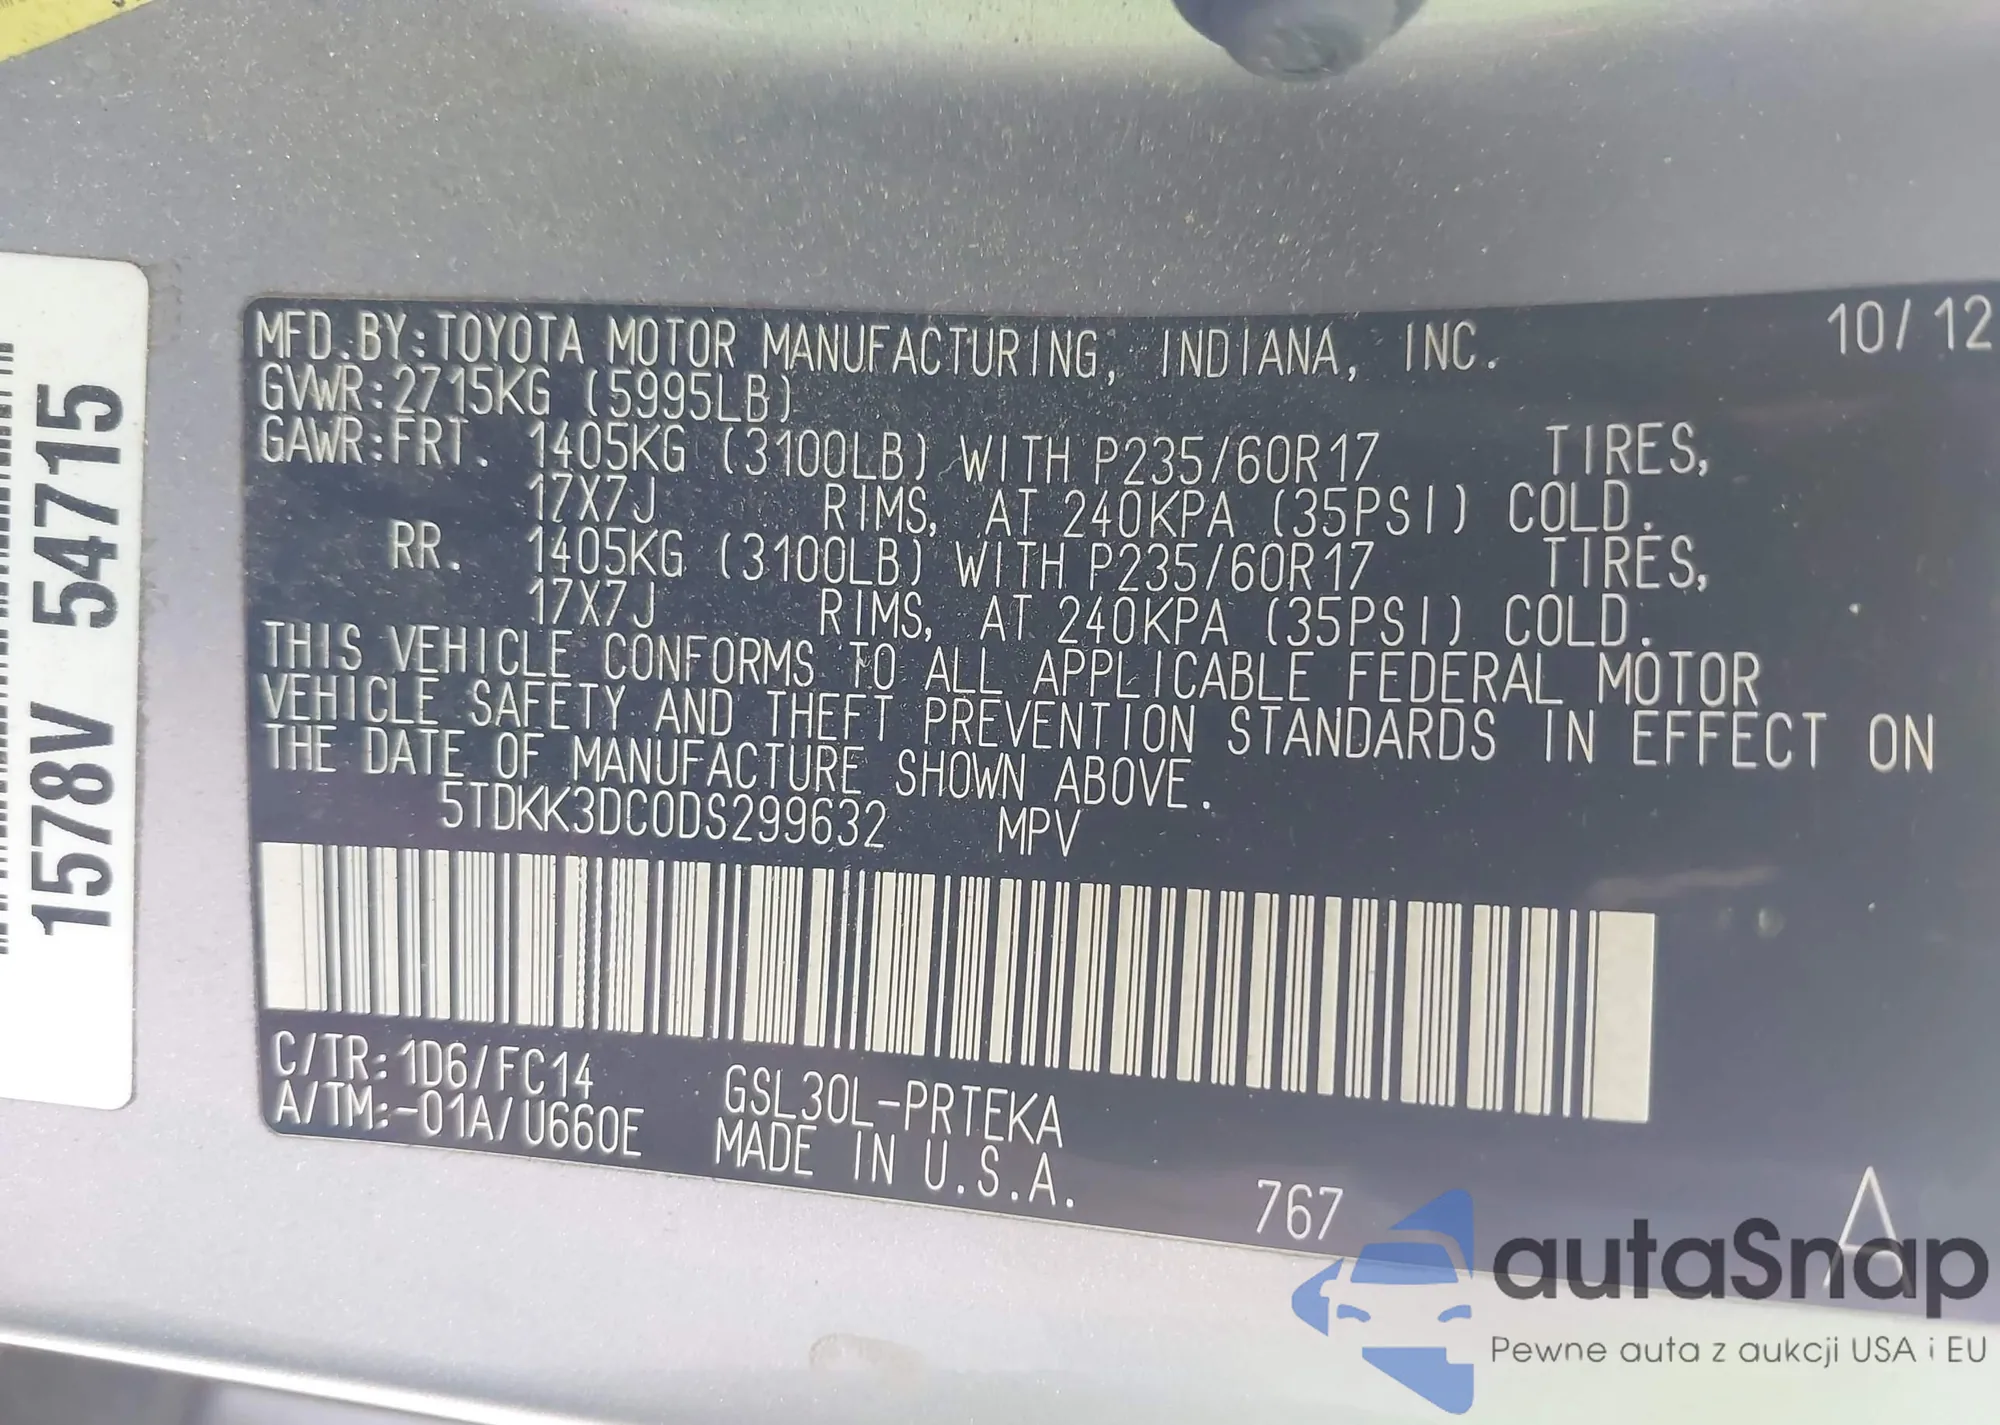 MFD. BY: TOYOTA MOTOR MANUFACTURING, INDIANA, INC. 10/12
GVWR: 2715KG (5995LB)
GAWR: FRT. 1405KG (3100LB) WITH P235/60R17 TIRES,
17X7J RIMS, AT 240KPA (35PSI) COLD.
RR. 1405KG (3100LB) WITH P235/60R17 TIRES,
17X7J RIMS, AT 240KPA (35PSI) COLD.
THIS VEHICLE CONFORMS TO ALL APPLICABLE FEDERAL MOTOR
VEHICLE SAFETY AND THEFT PREVENTION STANDARDS IN EFFECT ON
THE DATE OF MANUFACTURE SHOWN ABOVE.
5TDKK3DC0DS299632 MPV
C/TR: 1D6/FC14 GSL30L-PRTEKA
A/TM: -01A/U660E MADE IN U.S.A.
767 A
1578V 54715
autaSnap
Pewne auta z aukcji USA i EU